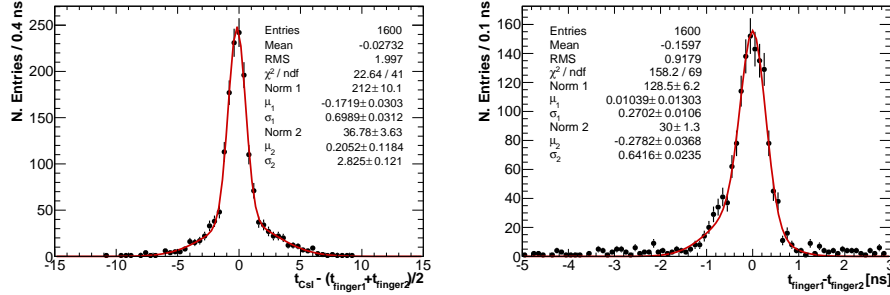 N. Entries / 0.4 ns
250
200
150
100
50
0
Entries 1600
Mean -0.02732
RMS 1.997
χ² / ndf 22.64 / 41
Norm 1 212± 10.1
μ₁ -0.1719± 0.0303
σ₁ 0.6989± 0.0312
Norm 2 36.78± 3.63
μ₂ 0.2052± 0.1184
σ₂ 2.825± 0.121
-15 -10 -5 0 5 10 15
t_CsI - (t_finger1+t_finger2)/2
N. Entries / 0.1 ns
160
140
120
100
80
60
40
20
0
Entries 1600
Mean -0.1597
RMS 0.9179
χ² / ndf 158.2 / 69
Norm 1 128.5± 6.2
μ₁ 0.01039± 0.01303
σ₁ 0.2702± 0.0106
Norm 2 30± 1.3
μ₂ -0.2782± 0.0368
σ₂ 0.6416± 0.0235
-5 -4 -3 -2 -1 0 1 2 3
t_finger1-t_finger2 [ns]